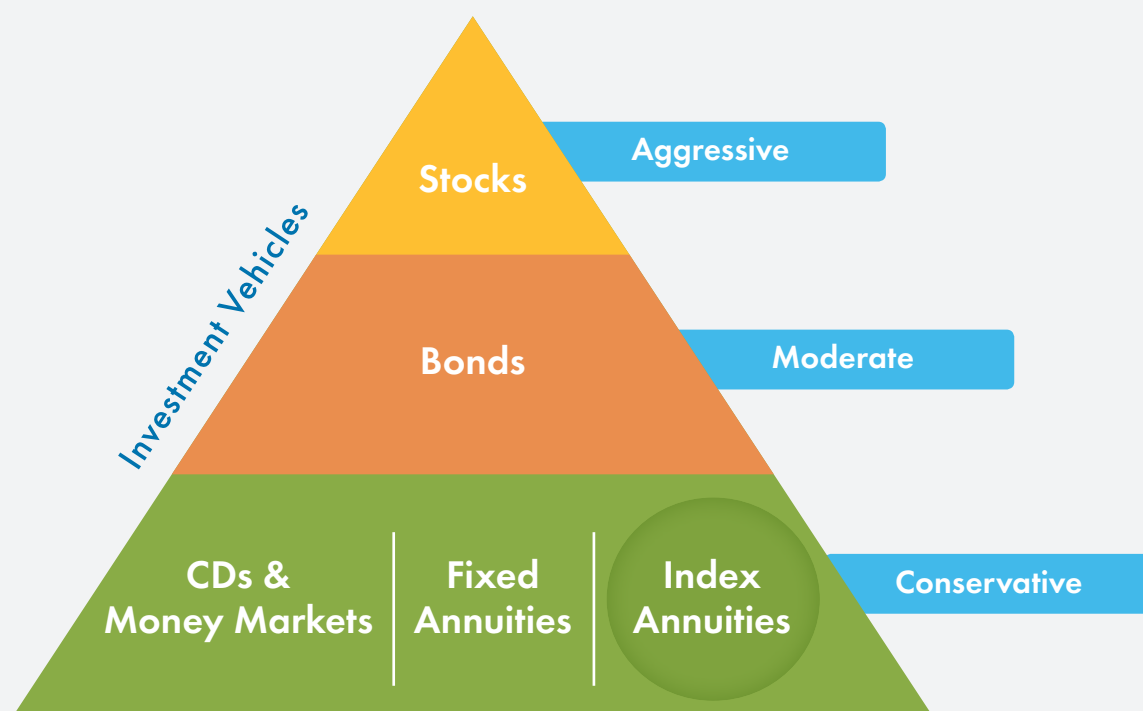 Stocks
Aggressive
Investment Vehicles
Bonds
Moderate
CDs &
Money Markets
Fixed
Annuities
Index
Annuities
Conservative